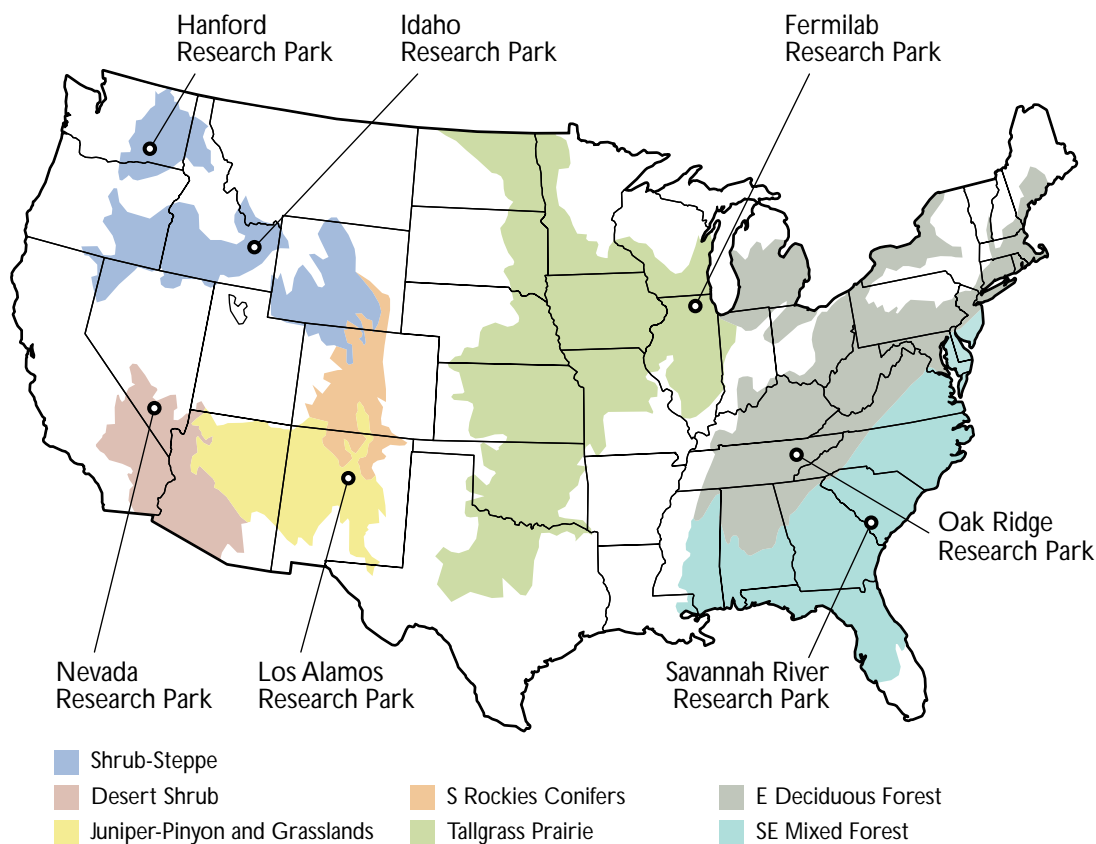 Hanford
Research Park
Idaho
Research Park
Fermilab
Research Park
Oak Ridge
Research Park
Nevada
Research Park
Los Alamos
Research Park
Savannah River
Research Park
Shrub-Steppe
Desert Shrub
Juniper-Pinyon and Grasslands
S Rockies Conifers
Tallgrass Prairie
E Deciduous Forest
SE Mixed Forest